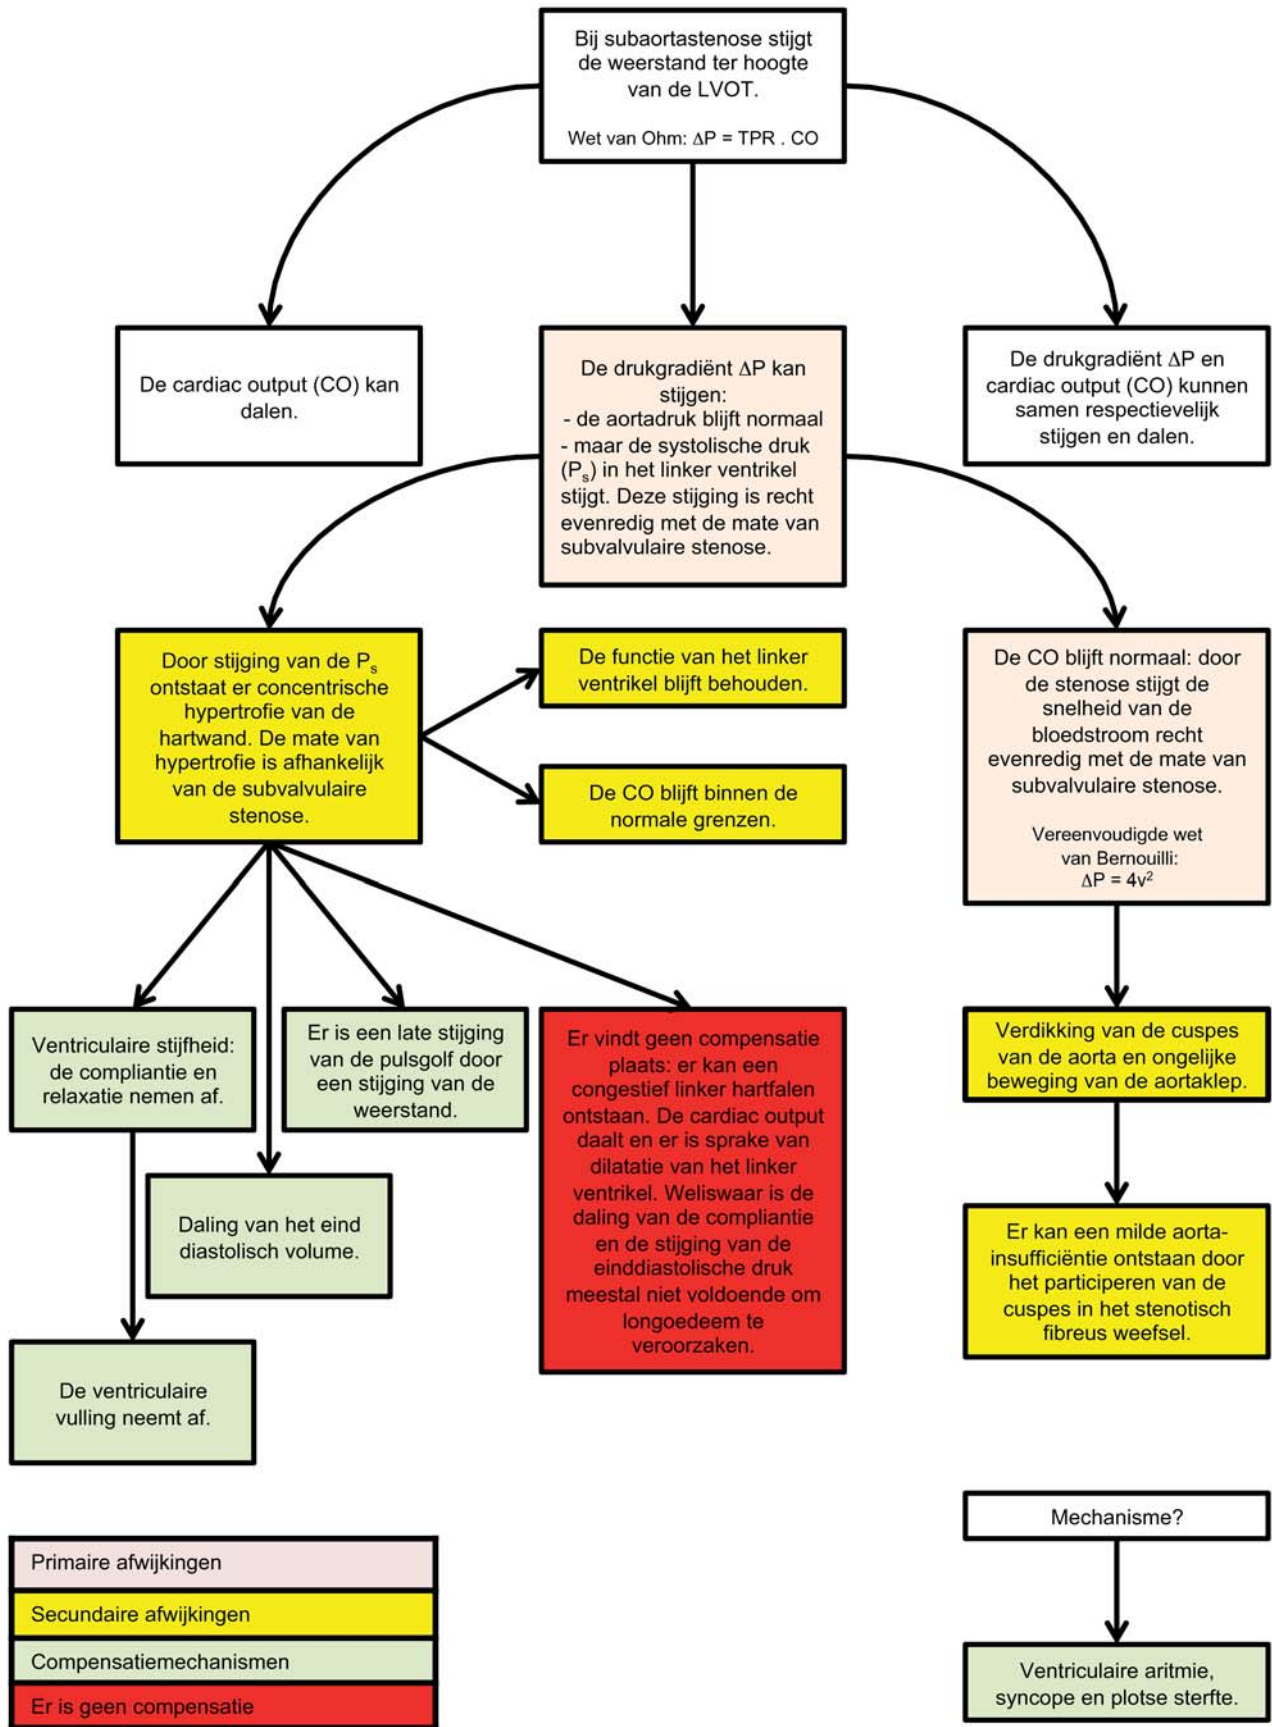 Bij subaortastenose stijgt
de weerstand ter hoogte
van de LVOT.
Wet van Ohm: ΔP = TPR . CO
De cardiac output (CO) kan
dalen.
De drukgradiënt ΔP kan
stijgen:
- de aortadruk blijft normaal
- maar de systolische druk
(Pₛ) in het linker ventrikel
stijgt. Deze stijging is recht
evenredig met de mate van
subvalvulaire stenose.
De drukgradiënt ΔP en
cardiac output (CO) kunnen
samen respectievelijk
stijgen en dalen.
Door stijging van de Pₛ
ontstaat er concentrische
hypertrofie van de
hartwand. De mate van
hypertrofie is afhankelijk
van de subvalvulaire
stenose.
De functie van het linker
ventrikel blijft behouden.
De CO blijft binnen de
normale grenzen.
De CO blijft normaal: door
de stenose stijgt de
snelheid van de
bloedstroom recht
evenredig met de mate van
subvalvulaire stenose.
Vereenvoudigde wet
van Bernouilli:
ΔP = 4v²
Ventriculaire stijfheid:
de compliantie en
relaxatie nemen af.
Er is een late stijging
van de pulsgolf door
een stijging van de
weerstand.
Er vindt geen compensatie
plaats: er kan een
congestief linker hartfalen
ontstaan. De cardiac output
daalt en er is sprake van
dilatatie van het linker
ventrikel. Weliswaar is de
daling van de compliantie
en de stijging van de
einddiastolische druk
meestal niet voldoende om
longoedeem te
veroorzaken.
Verdikking van de cuspes
van de aorta en ongelijke
beweging van de aortaklep.
Daling van het eind
diastolisch volume.
Er kan een milde aorta-
insufficiëntie ontstaan door
het participeren van de
cuspes in het stenotisch
fibreus weefsel.
De ventriculaire
vulling neemt af.
Mechanisme?
Ventriculaire aritmie,
syncope en plotse sterfte.
Primaire afwijkingen
Secundaire afwijkingen
Compensatiemechanismen
Er is geen compensatie